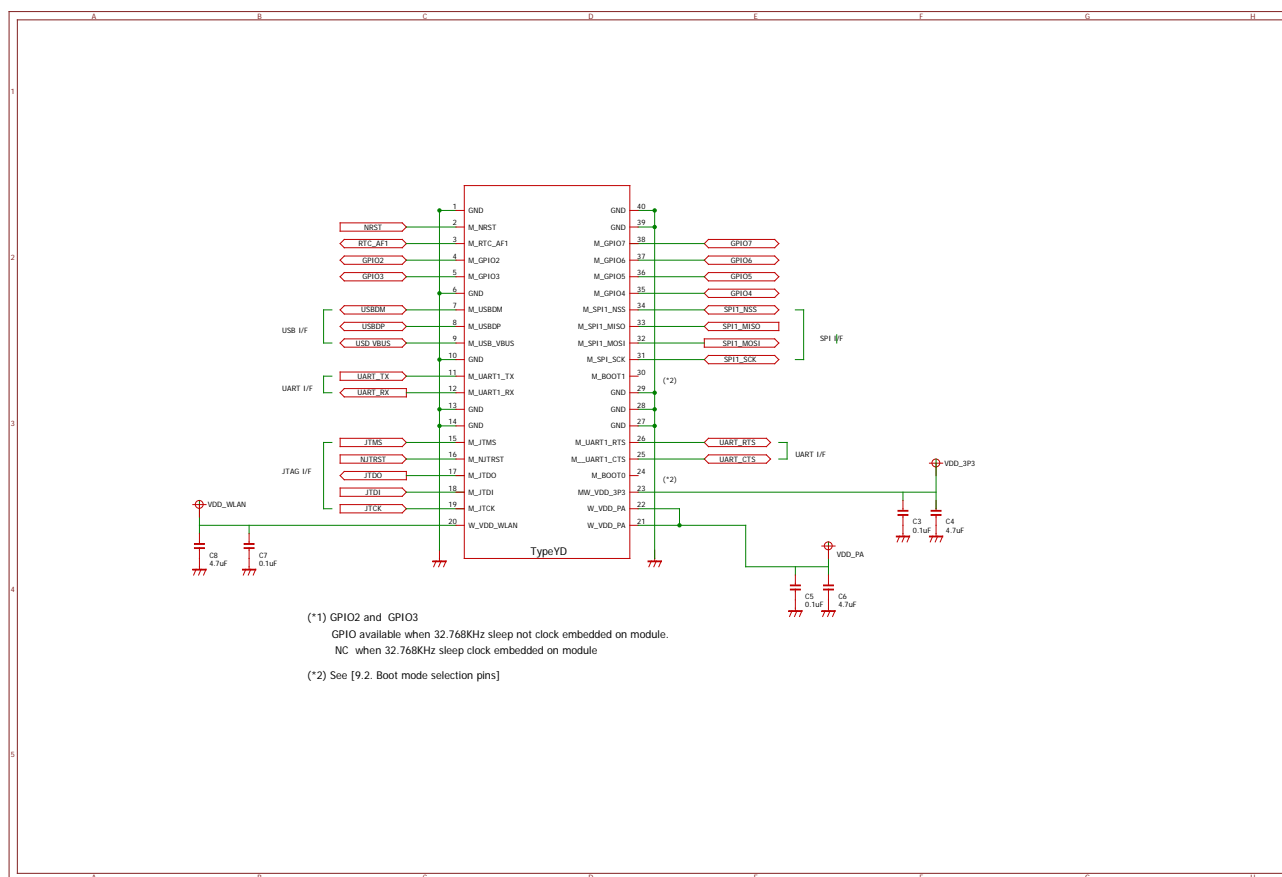 A B C D E F G H
1
2
3
4
5
NRST
RTC_AF1
GPIO2
GPIO3
USB I/F
USBDM
USBDP
USD_VBUS
UART I/F
UART_TX
UART_RX
JTAG I/F
JTMS
NJTRST
JTDO
JTDI
JTCK
VDD_WLAN
C8
4.7uF
C7
0.1uF
1 GND
2 M_NRST
3 M_RTC_AF1
4 M_GPIO2
5 M_GPIO3
6 GND
7 M_USBDM
8 M_USBDP
9 M_USB_VBUS
10 GND
11 M_UART1_TX
12 M_UART1_RX
13 GND
14 GND
15 M_JTMS
16 M_NJTRST
17 M_JTDO
18 M_JTDI
19 M_JTCK
20 W_VDD_WLAN
GND 40
GND 39
M_GPIO7 38
M_GPIO6 37
M_GPIO5 36
M_GPIO4 35
M_SPI1_NSS 34
M_SPI1_MISO 33
M_SPI1_MOSI 32
M_SPI_SCK 31
M_BOOT1 30
GND 29
GND 28
GND 27
M_UART1_RTS 26
M__UART1_CTS 25
M_BOOT0 24
MW_VDD_3P3 23
W_VDD_PA 22
W_VDD_PA 21
TypeYD
GPIO7
GPIO6
GPIO5
GPIO4
SPI1_NSS
SPI1_MISO
SPI1_MOSI
SPI1_SCK
SPI I/F
(*2)
UART_RTS
UART_CTS
UART I/F
(*2)
VDD_3P3
C3
0.1uF
C4
4.7uF
VDD_PA
C5
0.1uF
C6
4.7uF
(*1) GPIO2 and GPIO3
GPIO available when 32.768KHz sleep not clock embedded on module.
NC when 32.768KHz sleep clock embedded on module
(*2) See [9.2. Boot mode selection pins]
A B C D E F G H